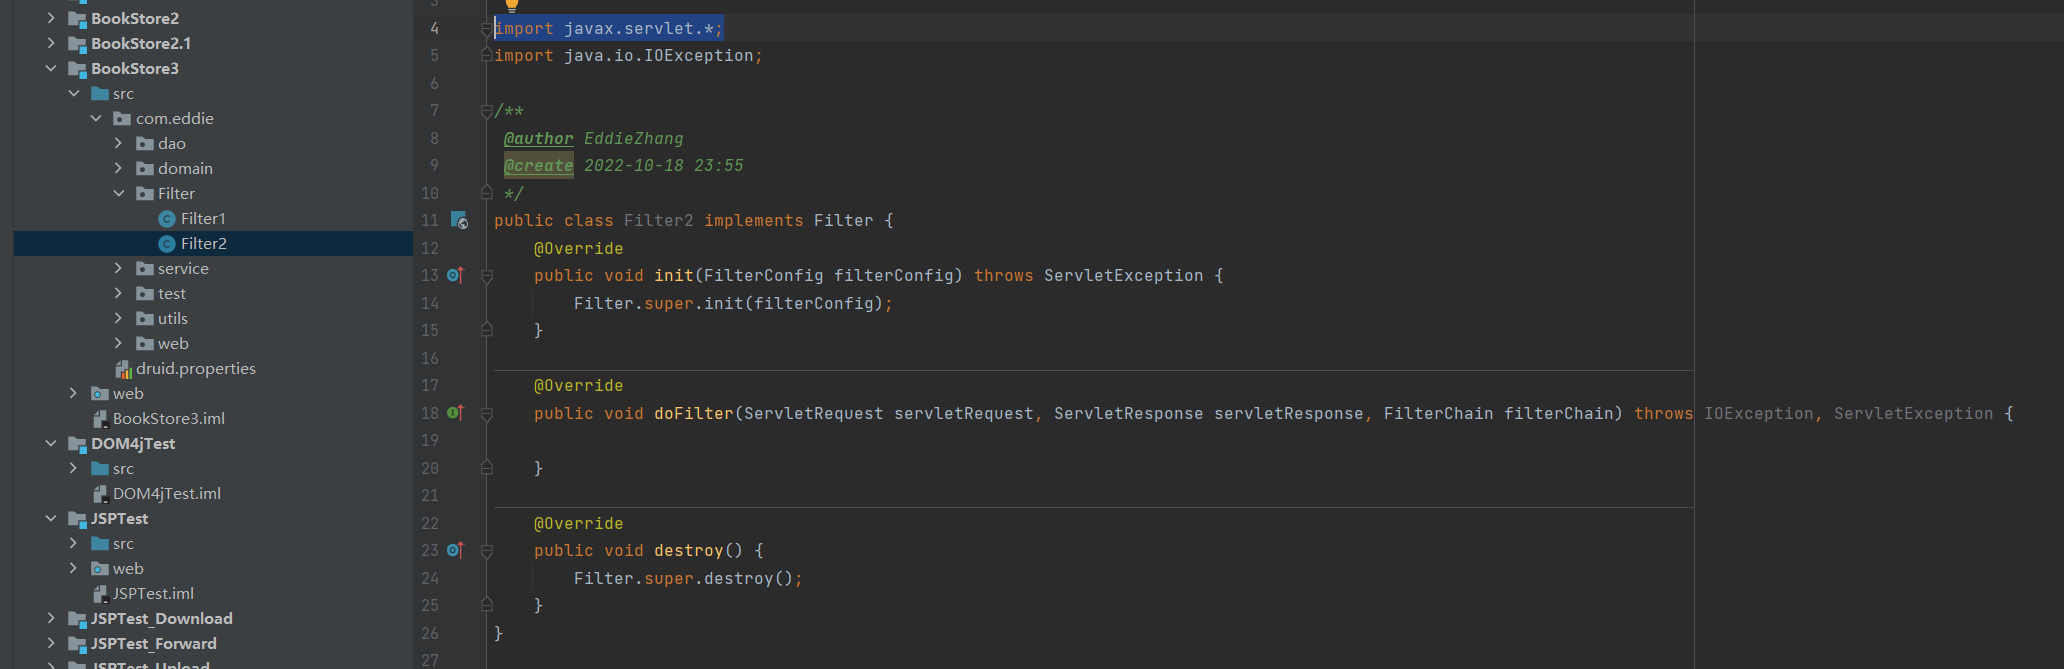 BookStore2
BookStore2.1
BookStore3
src
com.eddie
dao
domain
Filter
Filter1
Filter2
service
test
utils
web
druid.properties
web
BookStore3.iml
DOM4jTest
src
DOM4jTest.iml
JSPTest
src
web
JSPTest.iml
JSPTest_Download
JSPTest_Forward
JSPTest_Upload
3
4 import javax.servlet.*;
5 import java.io.IOException;
6
7 /**
8 @author EddieZhang
9 @create 2022-10-18 23:55
10 */
11 public class Filter2 implements Filter {
12 @Override
13 public void init(FilterConfig filterConfig) throws ServletException {
14 Filter.super.init(filterConfig);
15 }
16
17 @Override
18 public void doFilter(ServletRequest servletRequest, ServletResponse servletResponse, FilterChain filterChain) throws IOException, ServletException {
19
20 }
21
22 @Override
23 public void destroy() {
24 Filter.super.destroy();
25 }
26 }
27